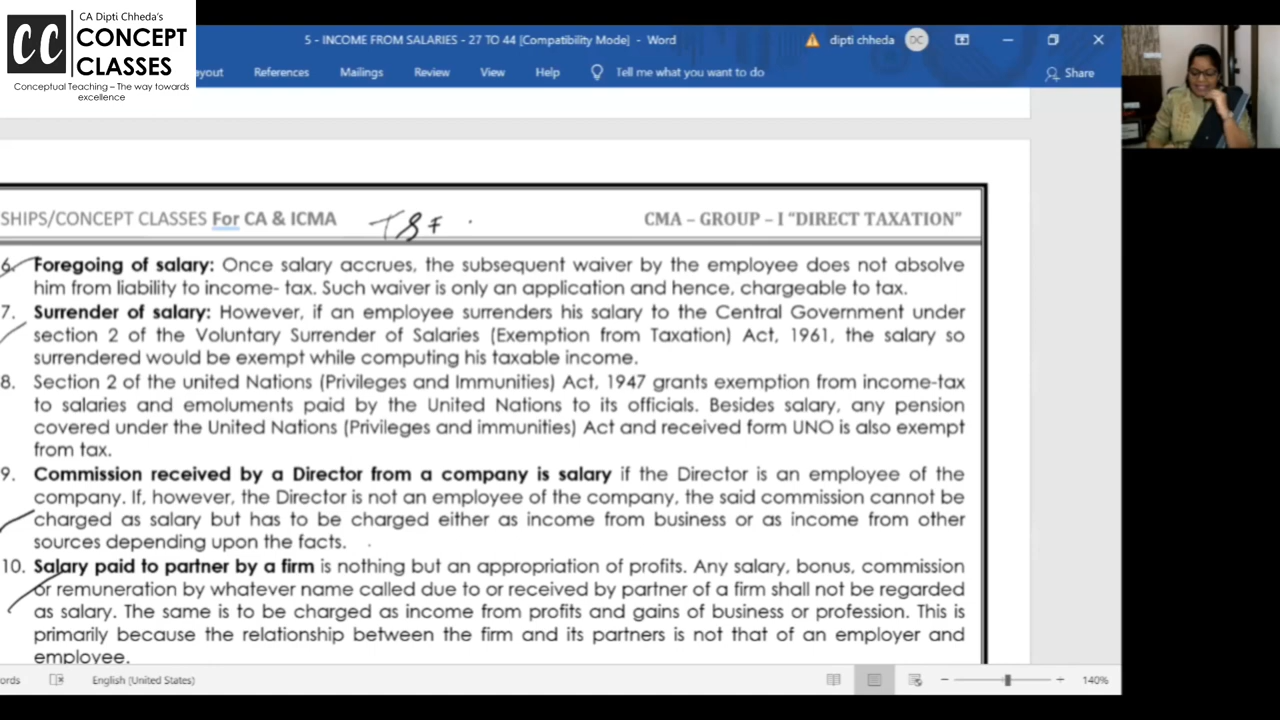 CC
CA Dipti Chheda's
CONCEPT
CLASSES
Conceptual Teaching – The way towards
excellence
5 - INCOME FROM SALARIES - 27 TO 44 [Compatibility Mode] - Word
dipti chheda
DC
References
Mailings
Review
View
Help
Tell me what you want to do
Share
SHIPS/CONCEPT CLASSES For CA & ICMA
CMA – GROUP – I "DIRECT TAXATION"
6. Foregoing of salary: Once salary accrues, the subsequent waiver by the employee does not absolve
him from liability to income- tax. Such waiver is only an application and hence, chargeable to tax.
7. Surrender of salary: However, if an employee surrenders his salary to the Central Government under
section 2 of the Voluntary Surrender of Salaries (Exemption from Taxation) Act, 1961, the salary so
surrendered would be exempt while computing his taxable income.
8. Section 2 of the united Nations (Privileges and Immunities) Act, 1947 grants exemption from income-tax
to salaries and emoluments paid by the United Nations to its officials. Besides salary, any pension
covered under the United Nations (Privileges and immunities) Act and received form UNO is also exempt
from tax.
9. Commission received by a Director from a company is salary if the Director is an employee of the
company. If, however, the Director is not an employee of the company, the said commission cannot be
charged as salary but has to be charged either as income from business or as income from other
sources depending upon the facts.
10. Salary paid to partner by a firm is nothing but an appropriation of profits. Any salary, bonus, commission
or remuneration by whatever name called due to or received by partner of a firm shall not be regarded
as salary. The same is to be charged as income from profits and gains of business or profession. This is
primarily because the relationship between the firm and its partners is not that of an employer and
employee.
English (United States)
140%